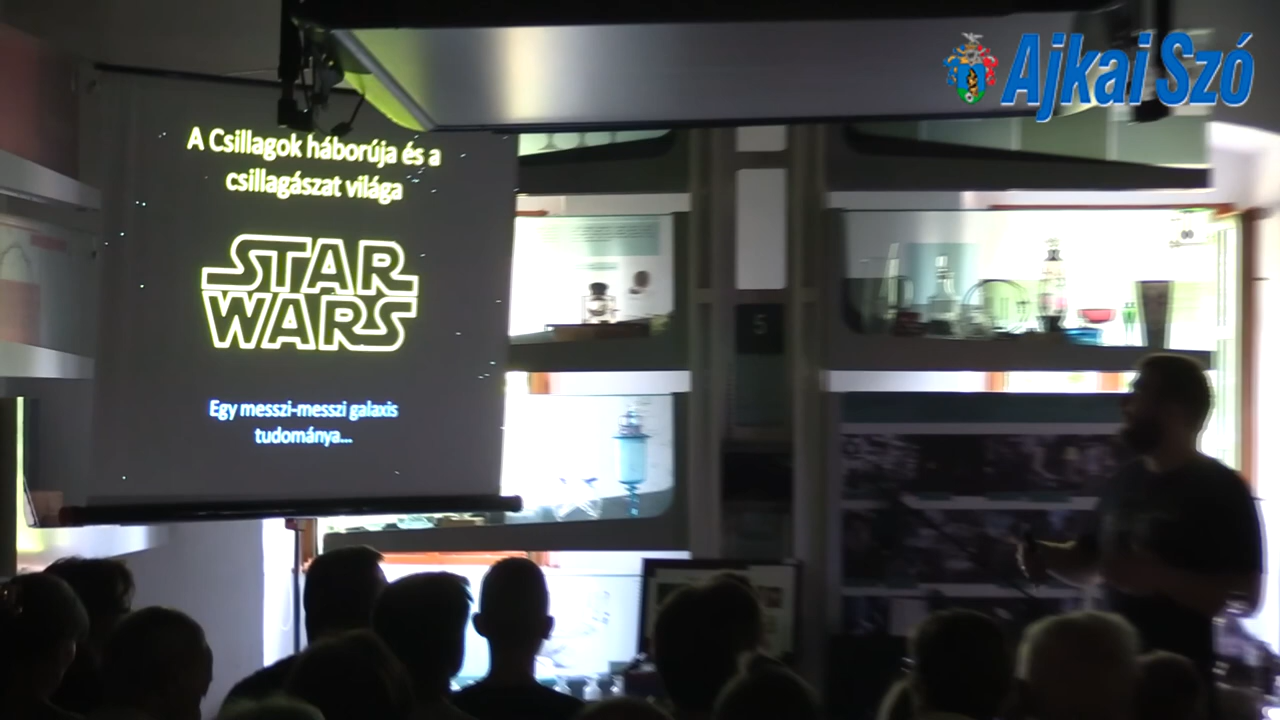 Ajkai Szó
A Csillagok háborúja és a
csillagászat világa
STAR
WARS
Egy messzi-messzi galaxis
tudománya...
5